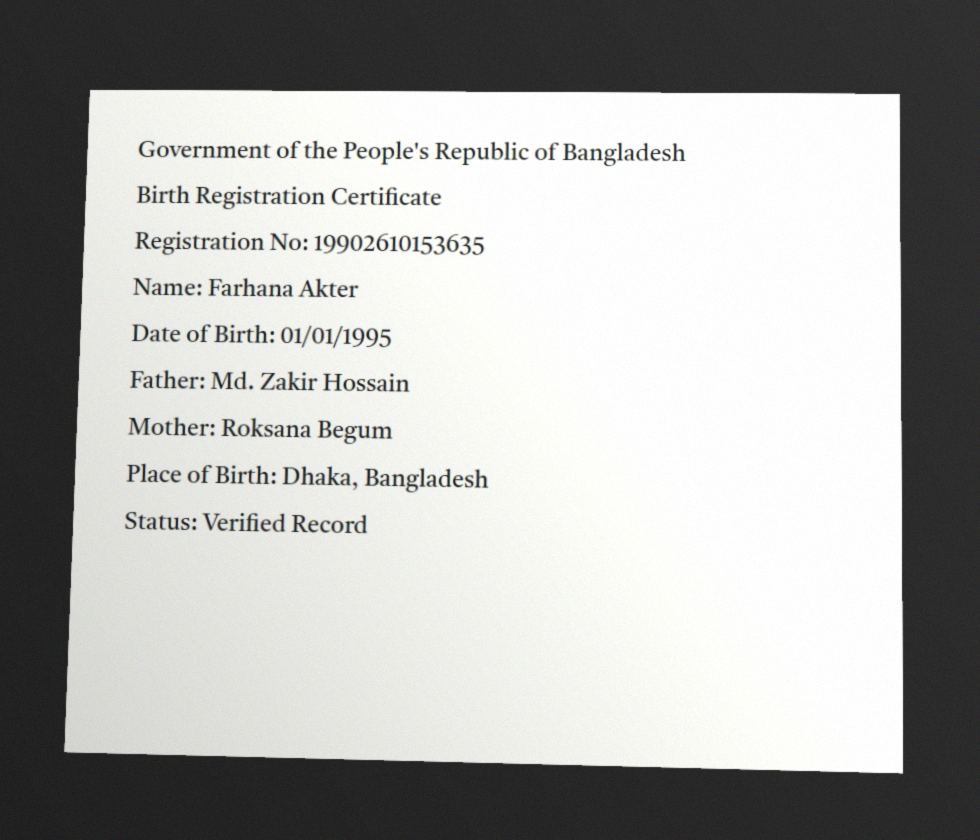 Government of the People's Republic of Bangladesh
Birth Registration Certificate
Registration No: 19902610153635
Name: Farhana Akter
Date of Birth: 01/01/1995
Father: Md. Zakir Hossain
Mother: Roksana Begum
Place of Birth: Dhaka, Bangladesh
Status: Verified Record